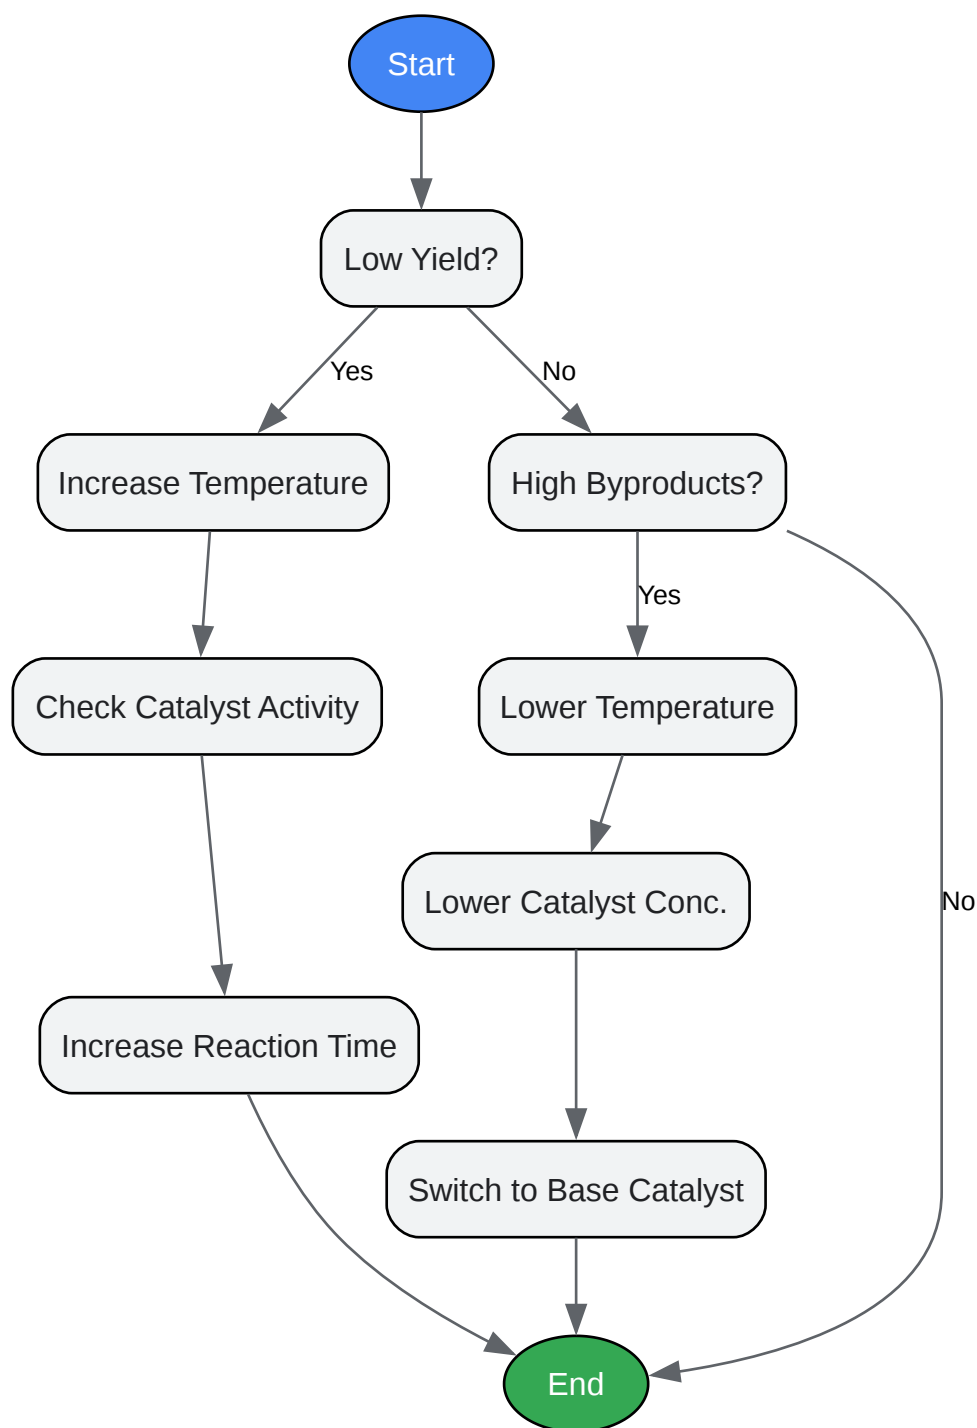 Start
Low Yield?
Yes
No
Increase Temperature
High Byproducts?
Yes
Check Catalyst Activity
Lower Temperature
Lower Catalyst Conc.
No
Increase Reaction Time
Switch to Base Catalyst
End